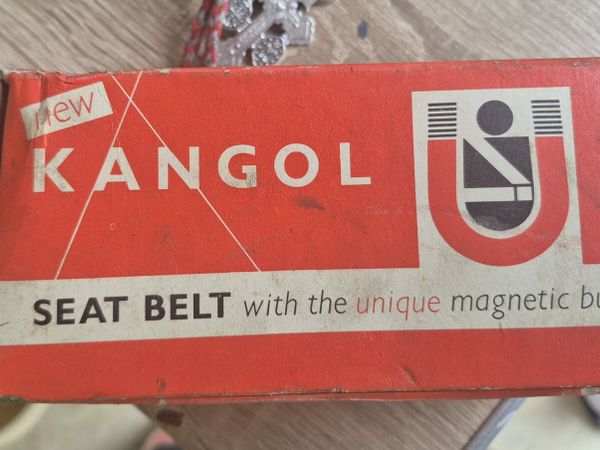 new
KANGOL
SEAT BELT with the unique magnetic